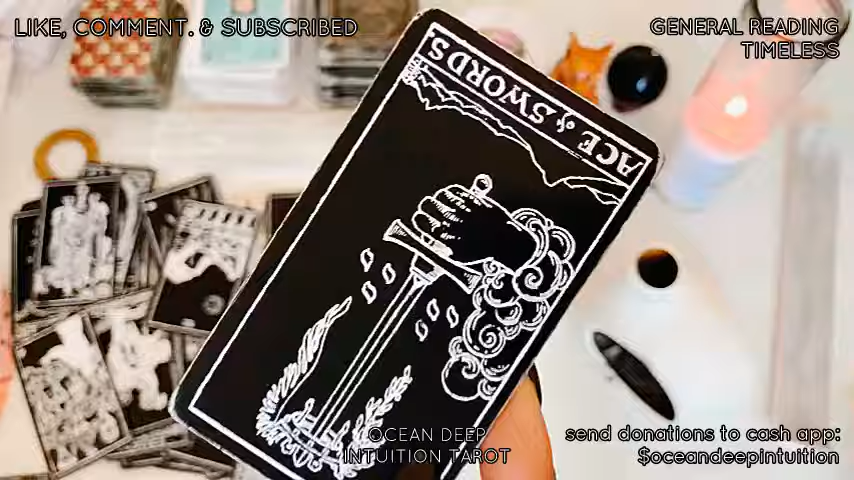 LIKE, COMMENT. & SUBSCRIBED
GENERAL READING
TIMELESS
ACE of SWORDS
OCEAN DEEP
INTUITION TAROT
send donations to cash app:
$oceandeepintuition